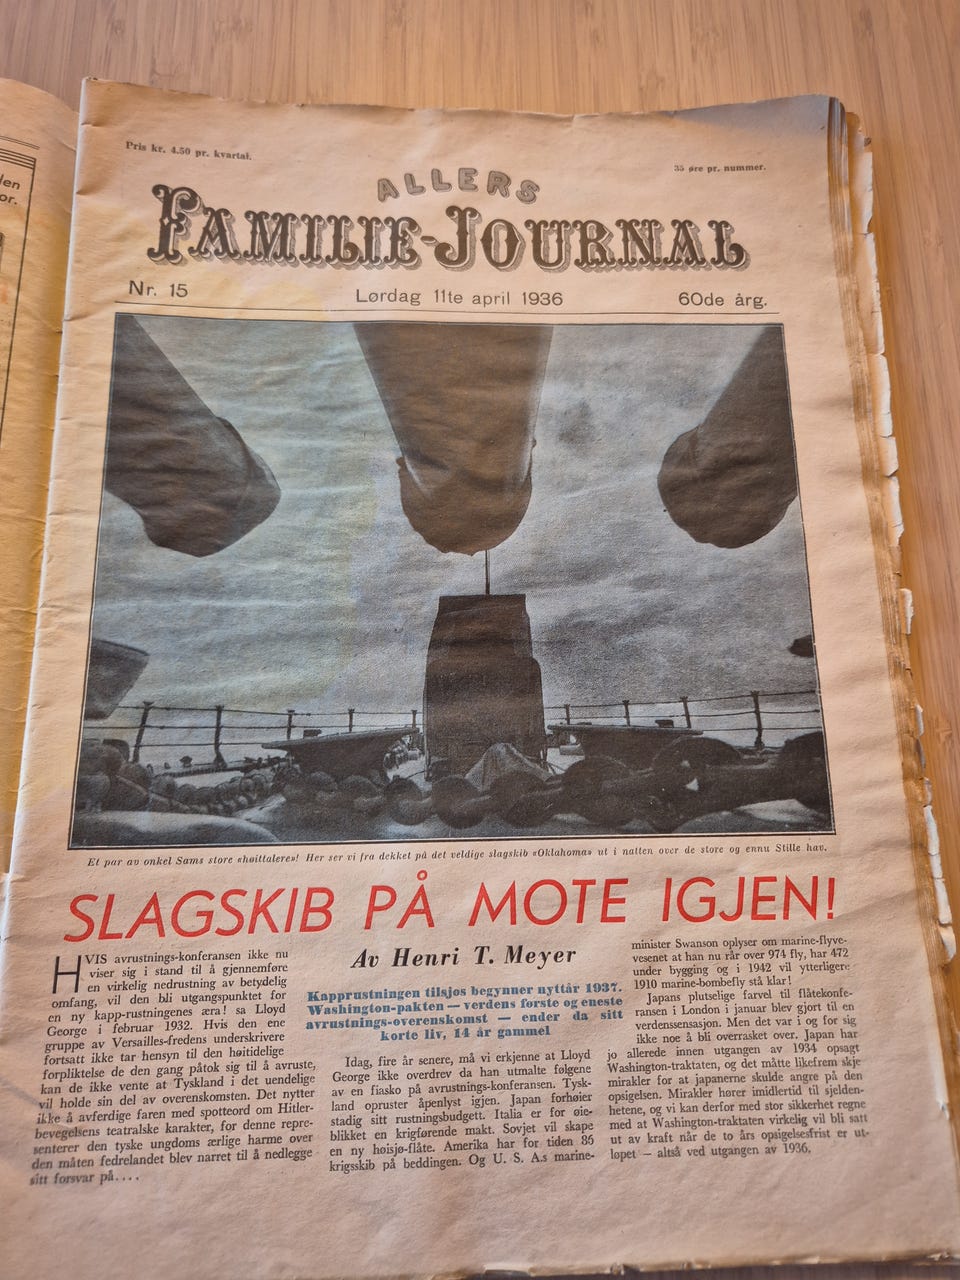 len
or.
Pris kr. 4.50 pr. kvartal.
35 øre pr. nummer.
ALLERS
FAMILIE-JOURNAL
Nr. 15
Lørdag 11te april 1936
60de årg.
Et par av onkel Sams store «høittalere»! Her ser vi fra dekket på det veldige slagskib «Oklahoma» ut i natten over de store og ennu Stille hav.
SLAGSKIB PÅ MOTE IGJEN!
HVIS avrustnings-konferansen ikke nu
viser sig i stand til å gjennemføre
en virkelig nedrustning av betydelig
omfang, vil den bli utgangspunktet for
en ny kapp-rustningenes æra! sa Lloyd
George i februar 1932. Hvis den ene
gruppe av Versailles-fredens underskrivere
fortsatt ikke tar hensyn til den høitidelige
forpliktelse de den gang påtok sig til å avruste,
kan de ikke vente at Tyskland i det uendelige
vil holde sin del av overenskomsten. Det nytter
ikke å avferdige faren med spotteord om Hitler-
bevegelsens teatralske karakter, for denne repre-
senterer den tyske ungdoms ærlige harme over
den måten fedrelandet blev narret til å nedlegge
sitt forsvar på....
Av Henri T. Meyer
Kapprustningen tilsjøs begynner nyttår 1937.
Washington-pakten — verdens første og eneste
avrustnings-overenskomst — ender da sitt
korte liv, 14 år gammel
Idag, fire år senere, må vi erkjenne at Lloyd
George ikke overdrev da han utmalte følgene
av en fiasko på avrustnings-konferansen. Tysk-
land opruster åpenlyst igjen. Japan forhøier
stadig sitt rustningsbudgett. Italia er for øie-
blikket en krigførende makt. Sovjet vil skape
en ny høisjø-flåte. Amerika har for tiden 86
krigsskib på beddingen. Og U. S. A.s marine-
minister Swanson oplyser om marine-flyve-
vesenet at han nu rår over 974 fly, har 472
under bygging og i 1942 vil ytterligere
1910 marine-bombefly stå klar!
Japans plutselige farvel til flåtekonfe-
ransen i London i januar blev gjort til en
verdenssensasjon. Men det var i og for sig
ikke noe å bli overrasket over. Japan har
jo allerede innen utgangen av 1934 opsagt
Washington-traktaten, og det måtte likefrem skje
mirakler for at japanerne skulde angre på den
opsigelsen. Mirakler hører imidlertid til sjelden-
hetene, og vi kan derfor med stor sikkerhet regne
med at Washington-traktaten virkelig vil bli satt
ut av kraft når de to års opsigelsesfrist er ut-
løpet — altså ved utgangen av 1936.